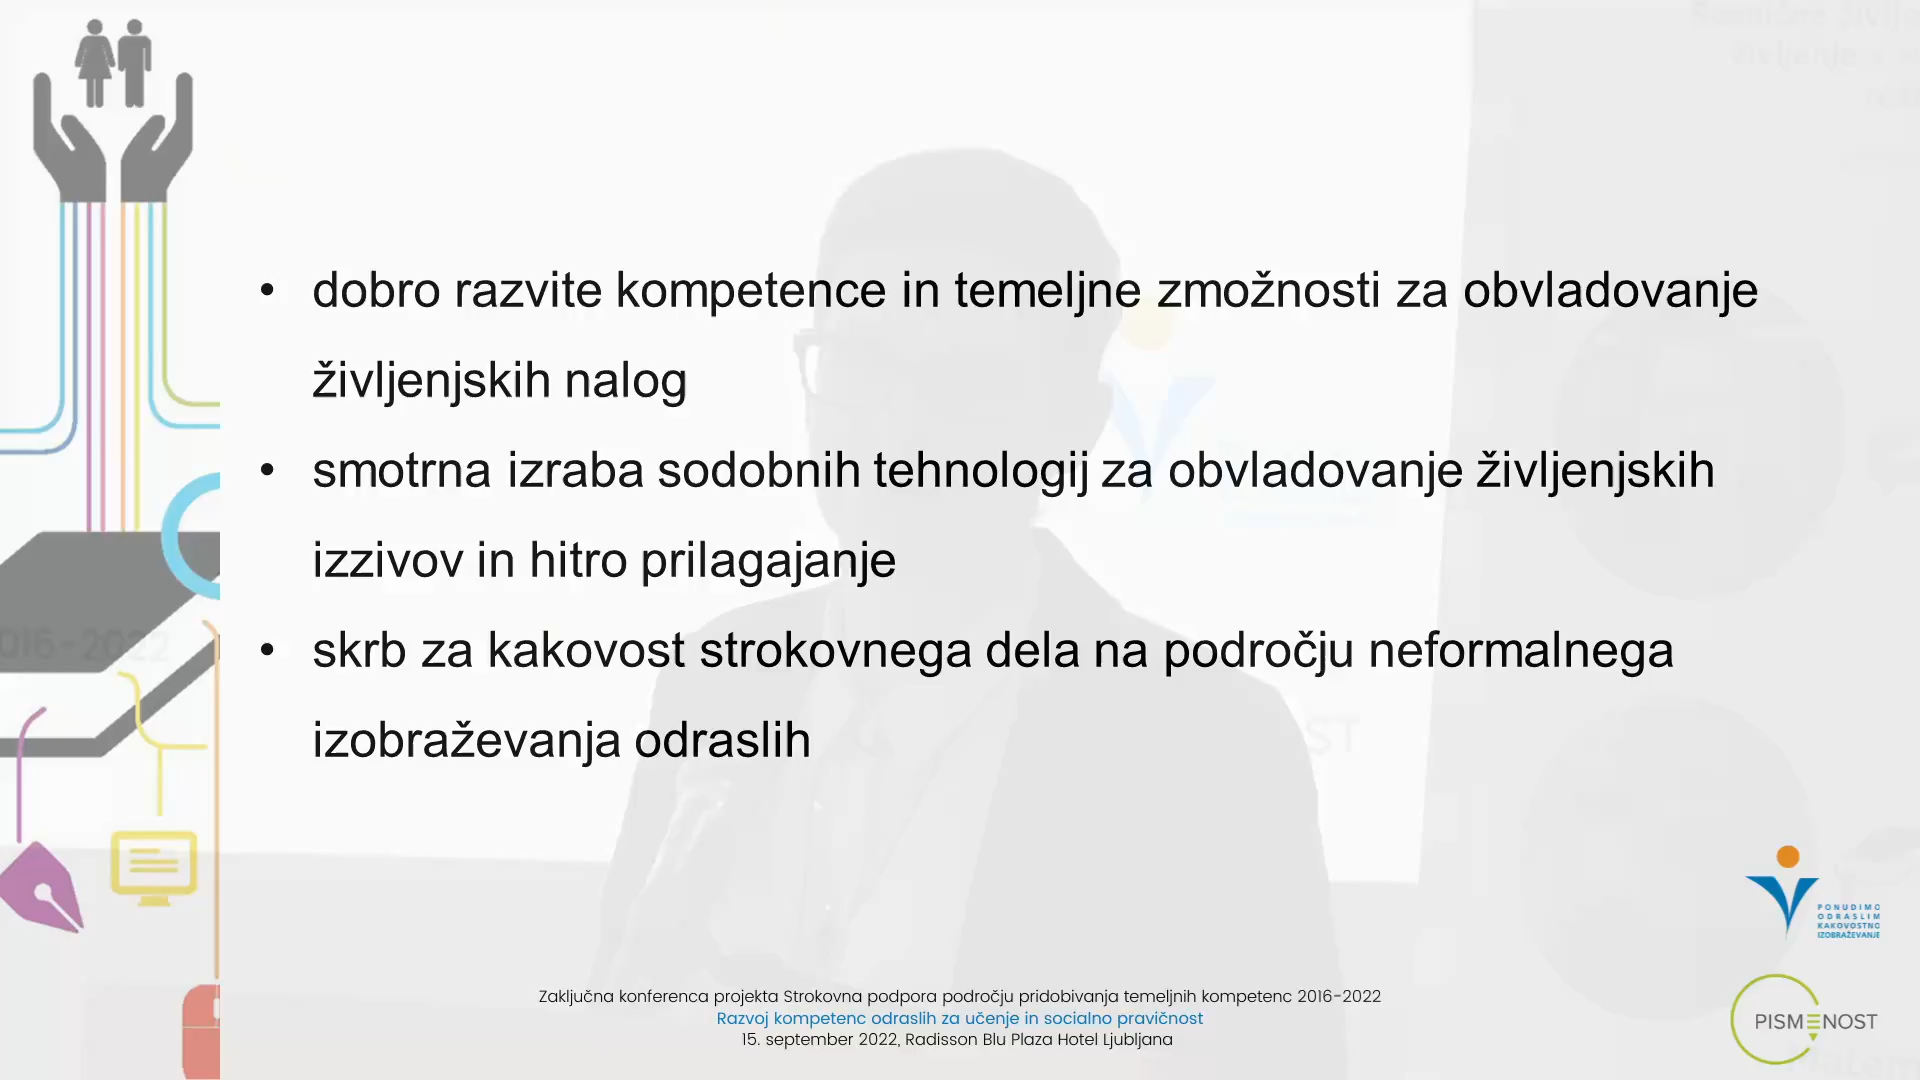 • dobro razvite kompetence in temeljne zmožnosti za obvladovanje
življenjskih nalog
• smotrna izraba sodobnih tehnologij za obvladovanje življenjskih
izzivov in hitro prilagajanje
• skrb za kakovost strokovnega dela na področju neformalnega
izobraževanja odraslih
PONUDIMO
ODRASLIM
KAKOVOSTNO
IZOBRAŽEVANJE
Zaključna konferenca projekta Strokovna podpora področju pridobivanja temeljnih kompetenc 2016-2022
Razvoj kompetenc odraslih za učenje in socialno pravičnost
15. september 2022, Radisson Blu Plaza Hotel Ljubljana
PISMENOST